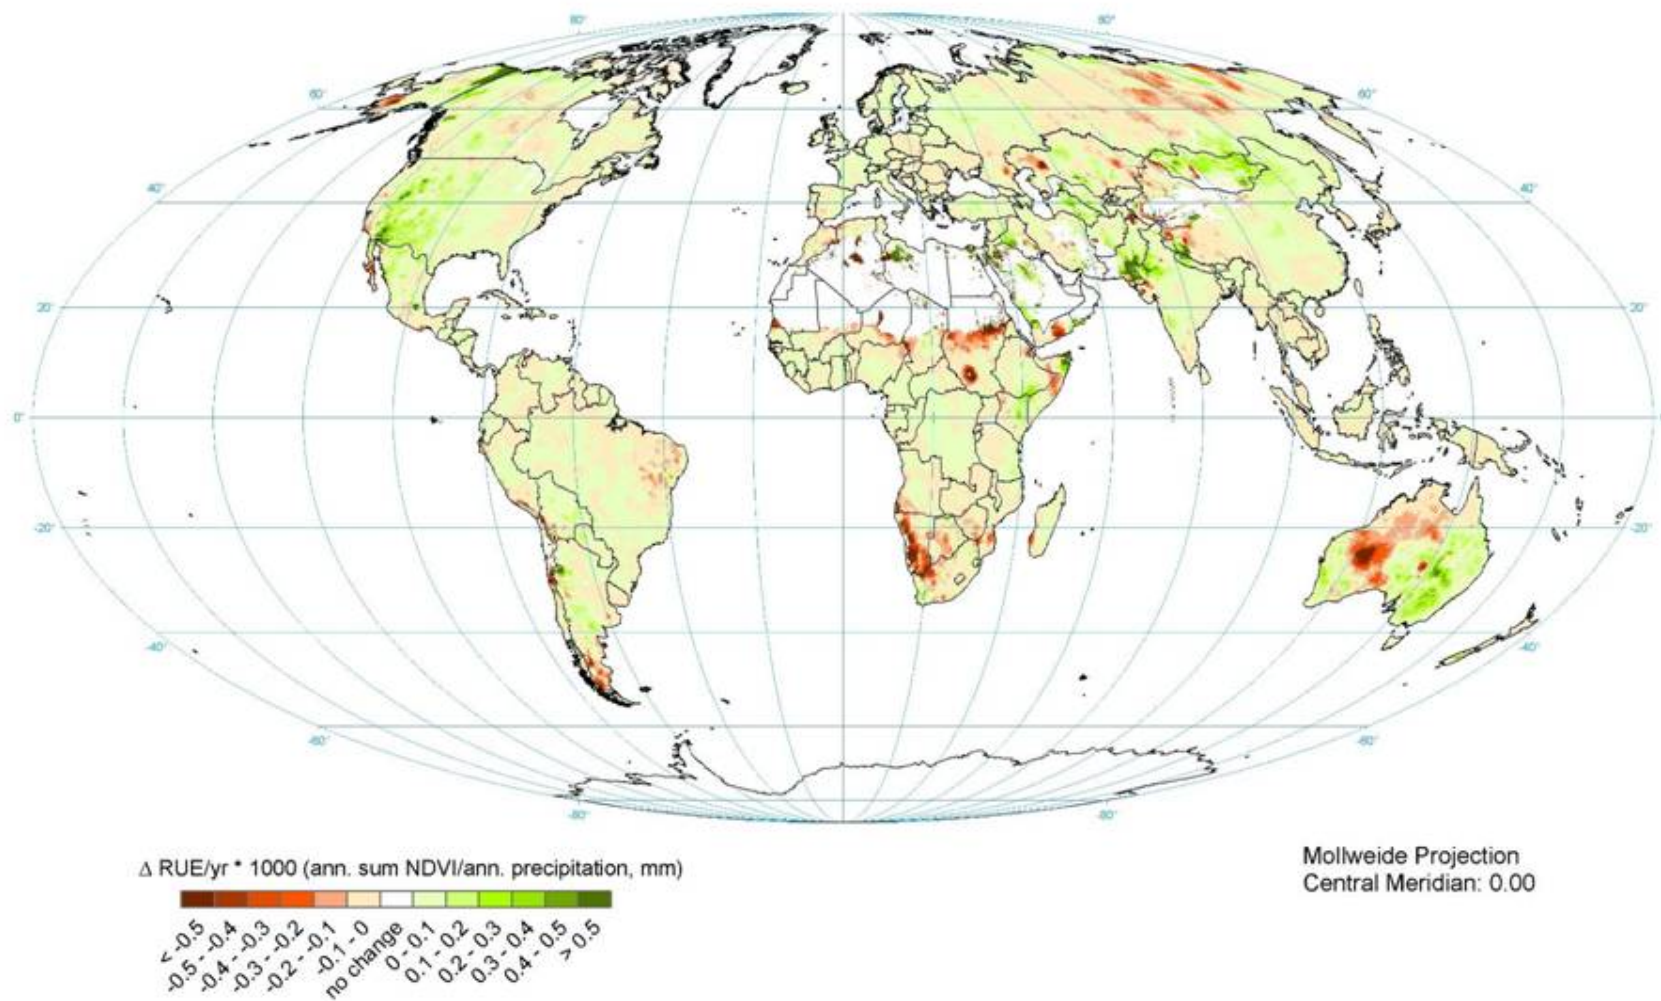 80° 80°
60° 60°
40° 40°
20° 20°
0°
-20° -20°
-40° -40°
-60° -60°
-80° -80°
Δ RUE/yr * 1000 (ann. sum NDVI/ann. precipitation, mm)
< -0.5
-0.5 - -0.4
-0.4 - -0.3
-0.3 - -0.2
-0.2 - -0.1
-0.1 - 0
no change
0 - 0.1
0.1 - 0.2
0.2 - 0.3
0.3 - 0.4
0.4 - 0.5
> 0.5
Mollweide Projection
Central Meridian: 0.00